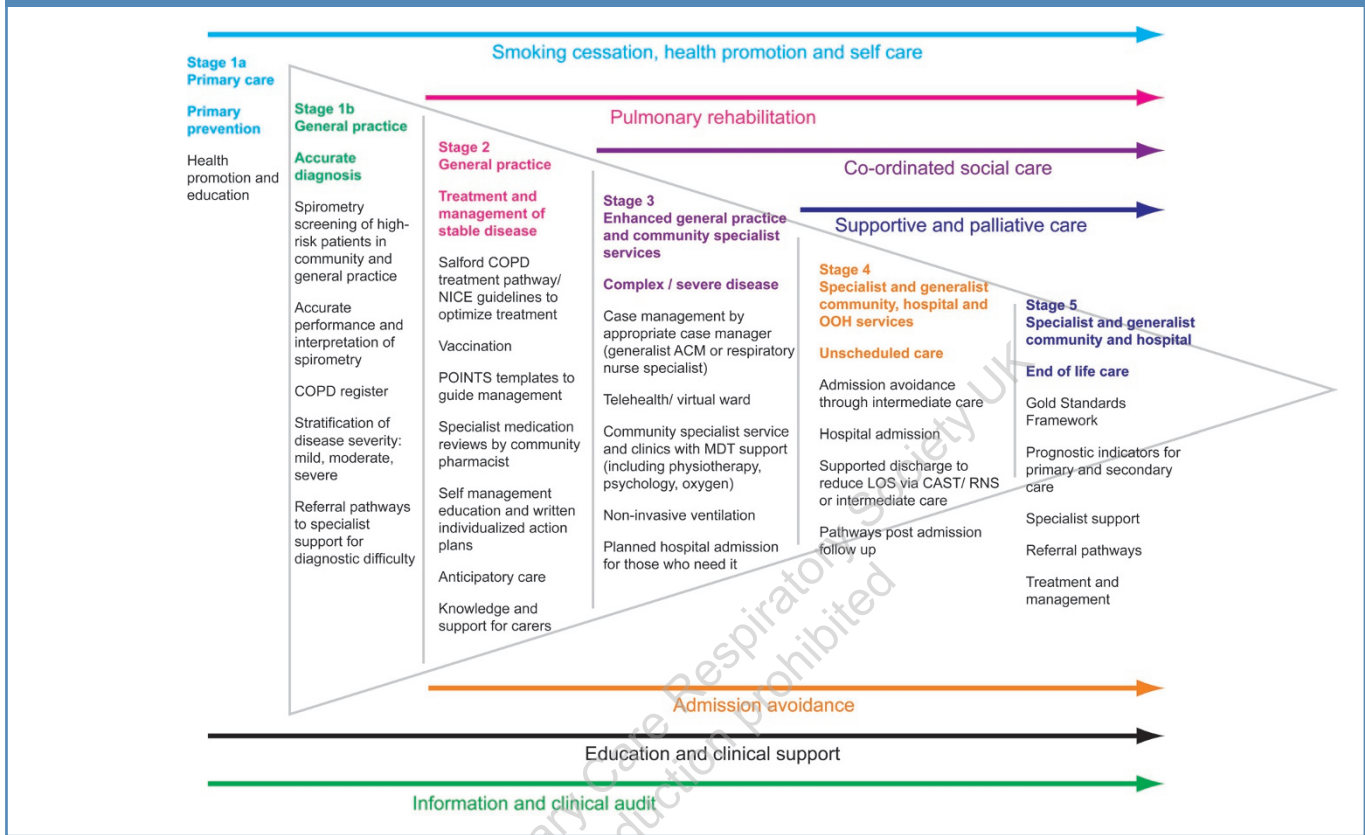 Smoking cessation, health promotion and self care
Stage 1a
Primary care
Primary
prevention
Health
promotion and
education
Stage 1b
General practice
Accurate
diagnosis
Spirometry
screening of high-
risk patients in
community and
general practice
Accurate
performance and
interpretation of
spirometry
COPD register
Stratification of
disease severity:
mild, moderate,
severe
Referral pathways
to specialist
support for
diagnostic difficulty
Pulmonary rehabilitation
Stage 2
General practice
Treatment and
management of
stable disease
Salford COPD
treatment pathway/
NICE guidelines to
optimize treatment
Vaccination
POINTS templates to
guide management
Specialist medication
reviews by community
pharmacist
Self management
education and written
individualized action
plans
Anticipatory care
Knowledge and
support for carers
Co-ordinated social care
Stage 3
Enhanced general practice
and community specialist
services
Complex / severe disease
Case management by
appropriate case manager
(generalist ACM or respiratory
nurse specialist)
Telehealth/ virtual ward
Community specialist service
and clinics with MDT support
(including physiotherapy,
psychology, oxygen)
Non-invasive ventilation
Planned hospital admission
for those who need it
Supportive and palliative care
Stage 4
Specialist and generalist
community, hospital and
OOH services
Unscheduled care
Admission avoidance
through intermediate care
Hospital admission
Supported discharge to
reduce LOS via CAST/ RNS
or intermediate care
Pathways post admission
follow up
Stage 5
Specialist and generalist
community and hospital
End of life care
Gold Standards
Framework
Prognostic indicators for
primary and secondary
care
Specialist support
Referral pathways
Treatment and
management
Admission avoidance
Education and clinical support
Information and clinical audit
Care Respiratory Society UK
prohibited